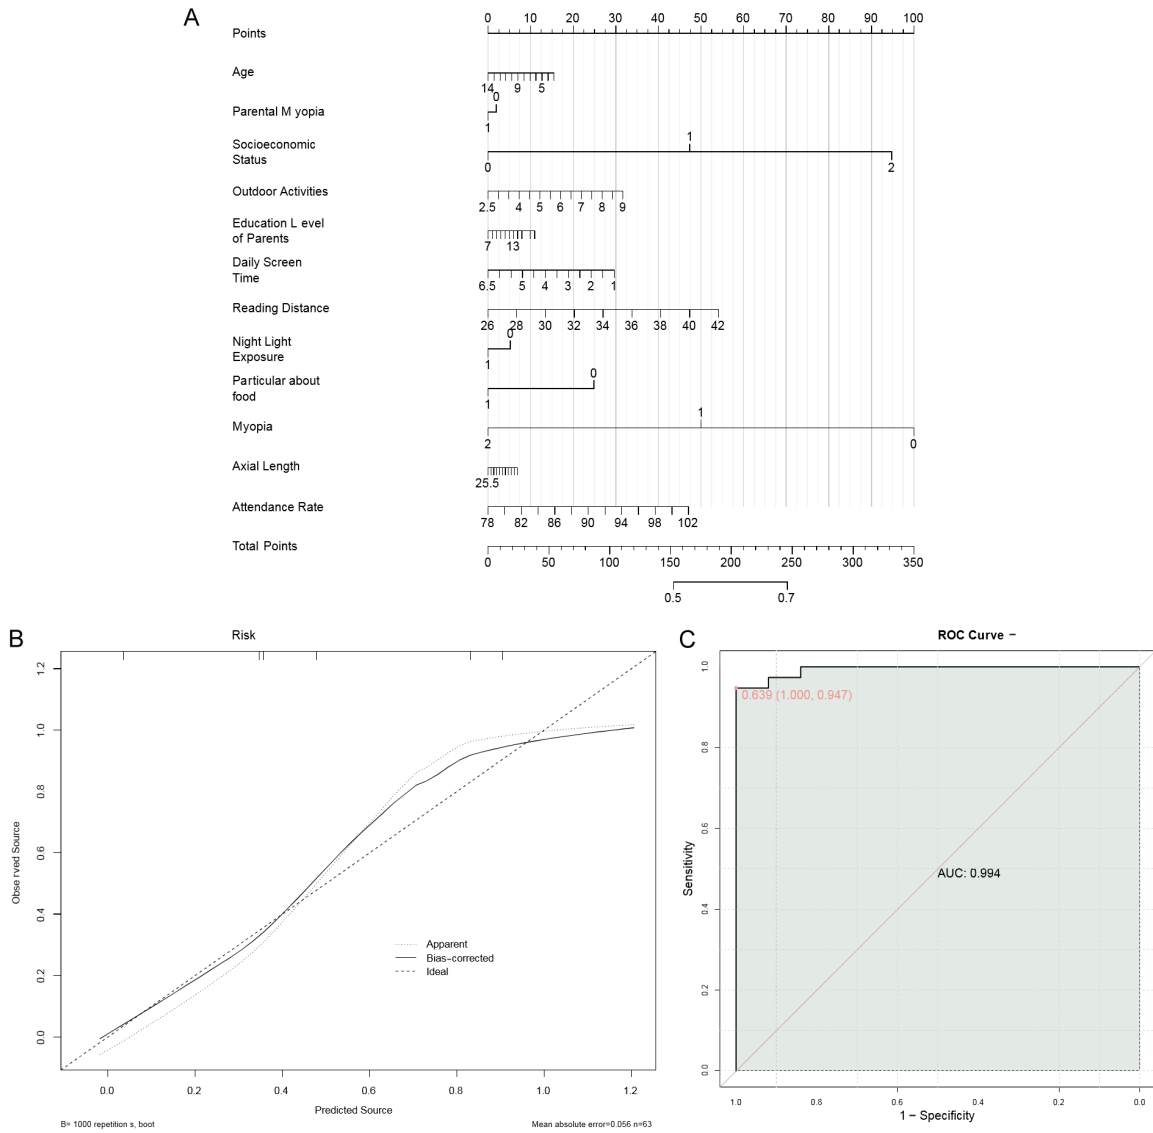 A
0 10 20 30 40 50 60 70 80 90 100
Points
Age
14 9 5
0
Parental M yopia
1
1
Socioeconomic
Status
0 2
Outdoor Activities
2.5 4 5 6 7 8 9
Education L evel
of Parents
7 13
Daily Screen
Time
6.5 5 4 3 2 1
Reading Distance
26 28 30 32 34 36 38 40 42
0
Night Light
Exposure
1
0
Particular about
food
1
1
Myopia
2 0
Axial Length
25.5
Attendance Rate
78 82 86 90 94 98 102
Total Points
0 50 100 150 200 250 300 350
0.5 0.7
B
Risk
1.2
1.0
0.8
0.6
0.4
0.2
0.0
Obse rved Source
Apparent
Bias-corrected
Ideal
0.0 0.2 0.4 0.6 0.8 1.0 1.2
Predicted Source
B= 1000 repetition s, boot
Mean absolute error=0.056 n=63
C
ROC Curve –
1.0
0.8
0.6
0.4
0.2
0.0
Sensitivity
0.639 (1.000, 0.947)
AUC: 0.994
1.0 0.8 0.6 0.4 0.2 0.0
1 – Specificity